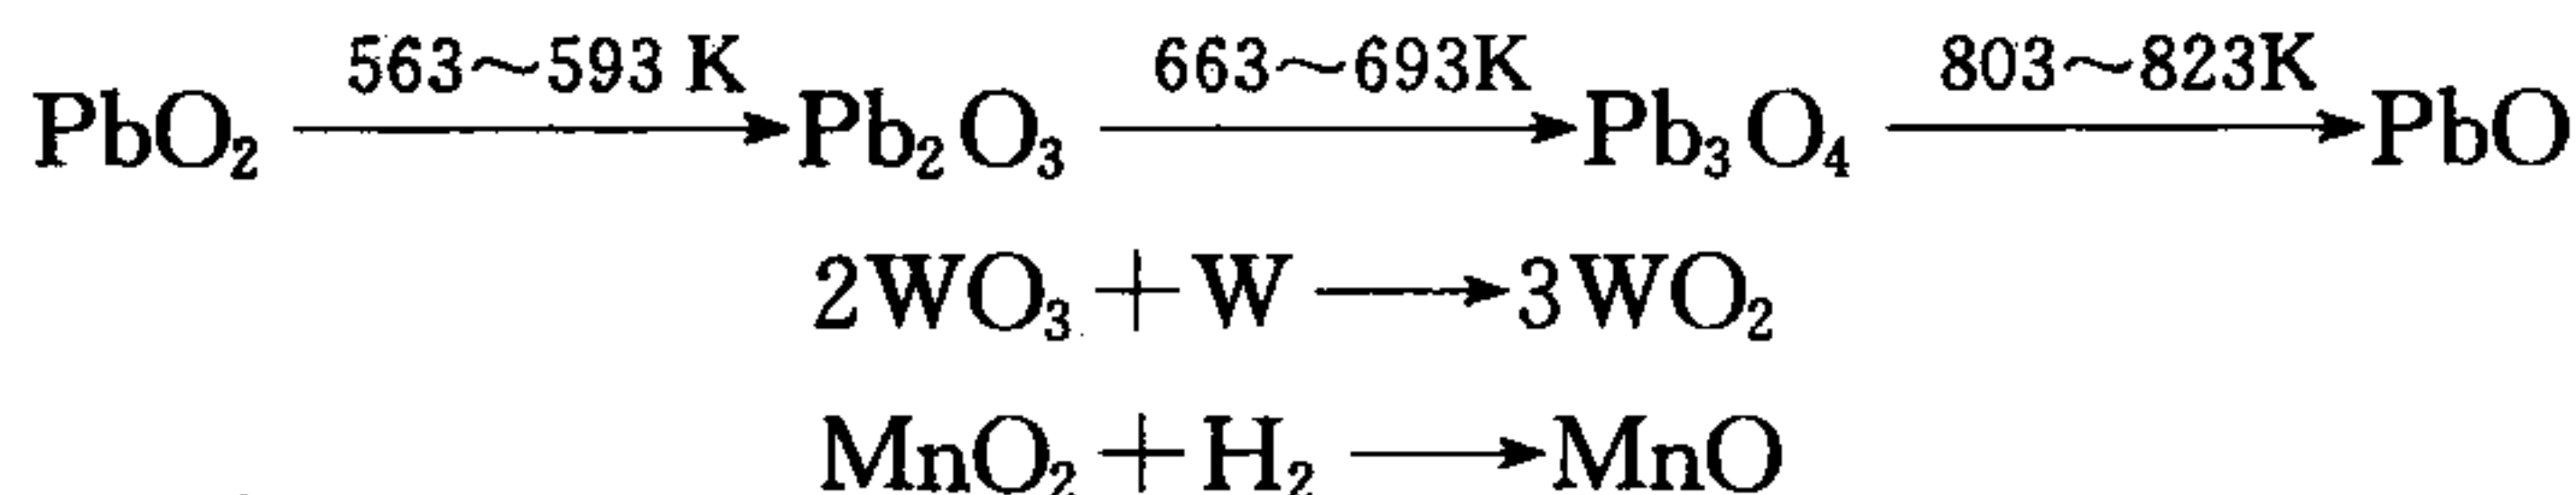 PbO₂ —563～593 K→ Pb₂O₃ —663～693K→ Pb₃O₄ —803～823K→ PbO
2WO₃+W⟶3WO₂
MnO₂+H₂⟶MnO